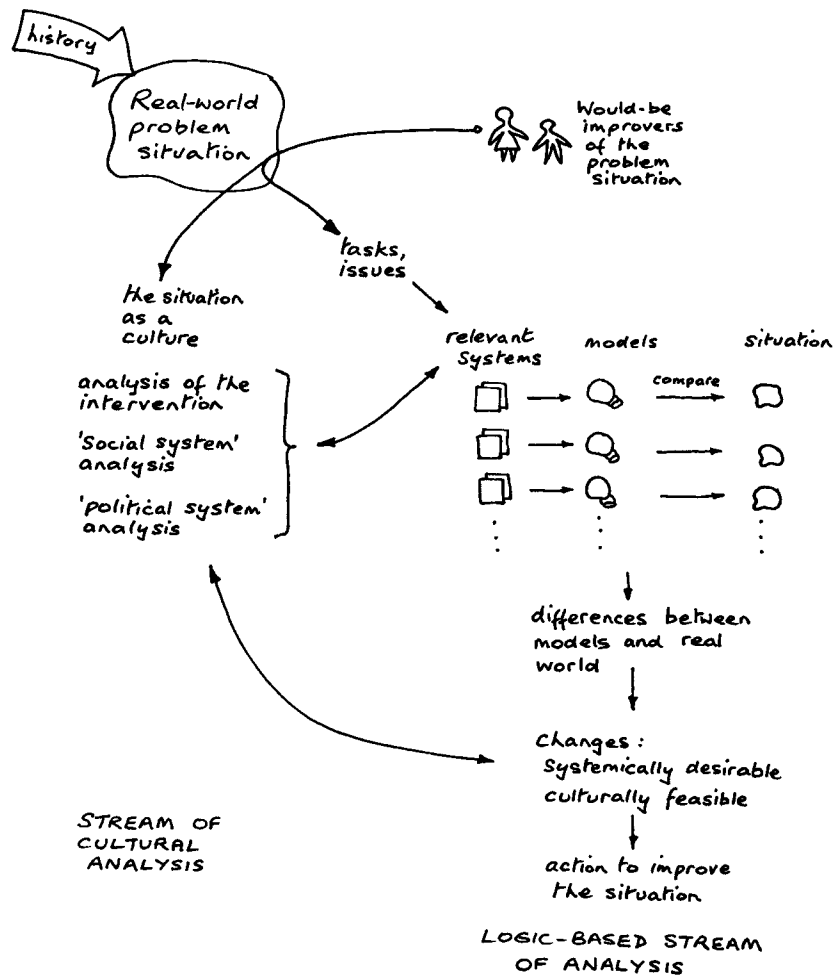 history
Real-world
problem
situation
Would-be
improvers
of the
problem
situation
tasks,
issues
the situation
as a
culture
analysis of the
intervention
'Social system'
analysis
'political system'
analysis
relevant
Systems
models
situation
compare
differences between
models and real
world
Changes:
Systemically desirable
culturally feasible
action to improve
the situation
STREAM OF
CULTURAL
ANALYSIS
LOGIC-BASED STREAM
OF ANALYSIS